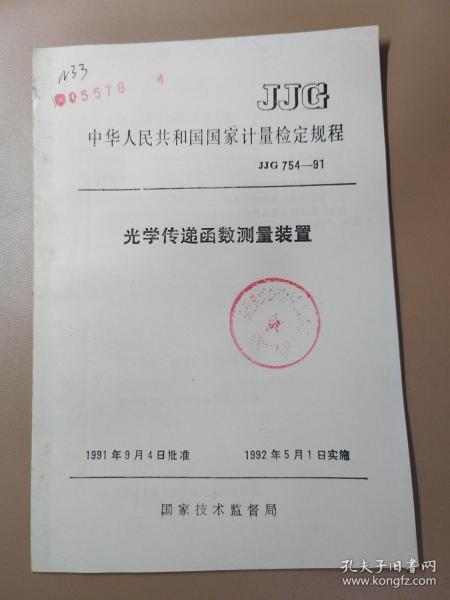 N33
005578
JJG
中华人民共和国国家计量检定规程
JJG 754—91
光学传递函数测量装置
1991年9月4日批准
1992年5月1日实施
国家技术监督局
孔夫子旧书网
www.kongfz.com